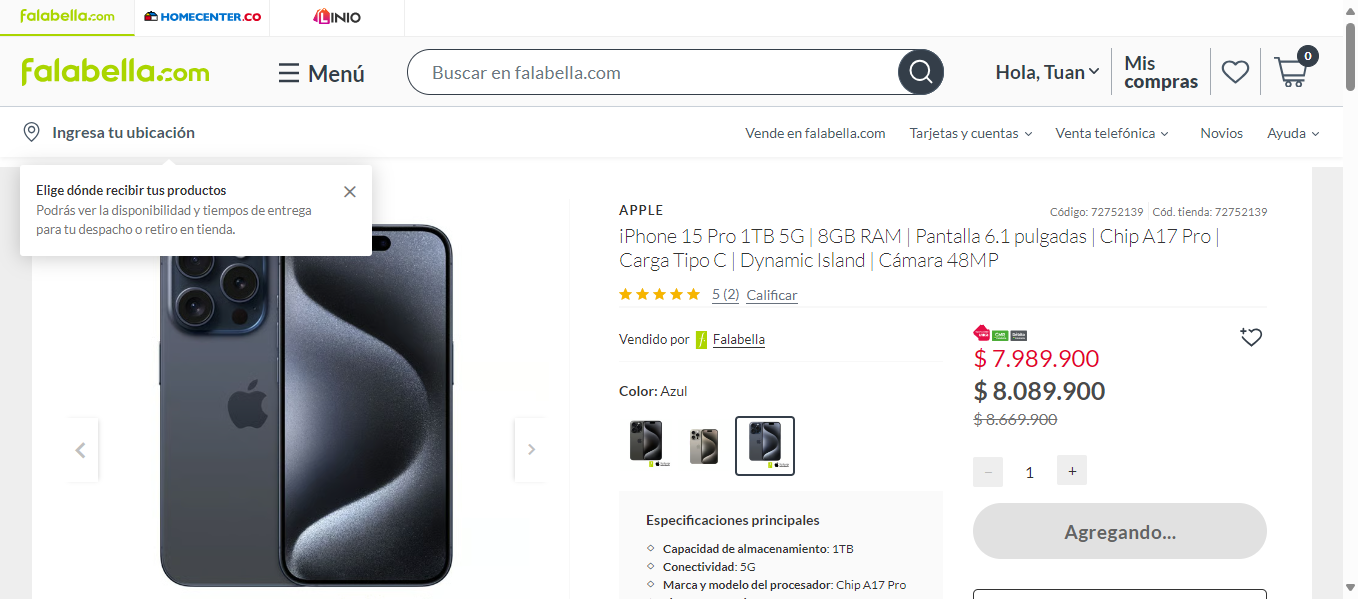 falabella.com
HOMECENTER.CO
LINIO
falabella.com
Menú
Buscar en falabella.com
Hola, Tuan
Mis
compras
0
Ingresa tu ubicación
Vende en falabella.com
Tarjetas y cuentas
Venta telefónica
Novios
Ayuda
Elige dónde recibir tus productos
Podrás ver la disponibilidad y tiempos de entrega
para tu despacho o retiro en tienda.
APPLE
Código: 72752139
Cód. tienda: 72752139
iPhone 15 Pro 1TB 5G | 8GB RAM | Pantalla 6.1 pulgadas | Chip A17 Pro |
Carga Tipo C | Dynamic Island | Cámara 48MP
5 (2)
Calificar
Vendido por
Falabella
$ 7.989.900
$ 8.089.900
$ 8.669.900
Color: Azul
−
1
+
Agregando...
Especificaciones principales
Capacidad de almacenamiento: 1TB
Conectividad: 5G
Marca y modelo del procesador: Chip A17 Pro